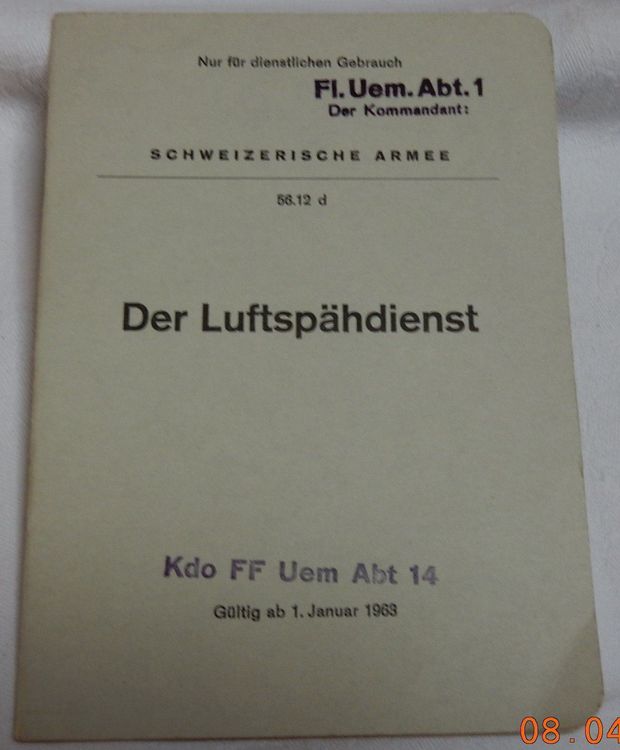 Nur für dienstlichen Gebrauch
Fl. Uem. Abt. 1
Der Kommandant:
SCHWEIZERISCHE ARMEE
56.12 d
Der Luftspähdienst
Kdo FF Uem Abt 14
Gültig ab 1. Januar 1963
08.04